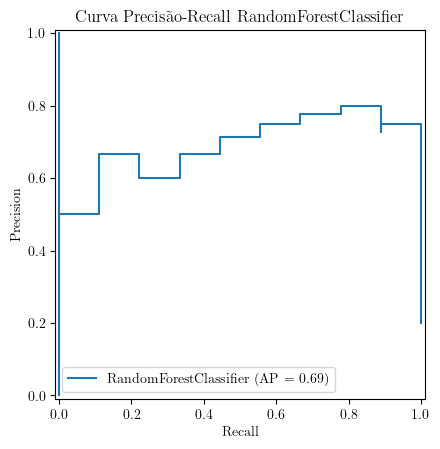 Curva Precisão-Recall RandomForestClassifier
1.0
0.8
0.6
0.4
0.2
0.0
Precision
RandomForestClassifier (AP = 0.69)
0.0 0.2 0.4 0.6 0.8 1.0
Recall